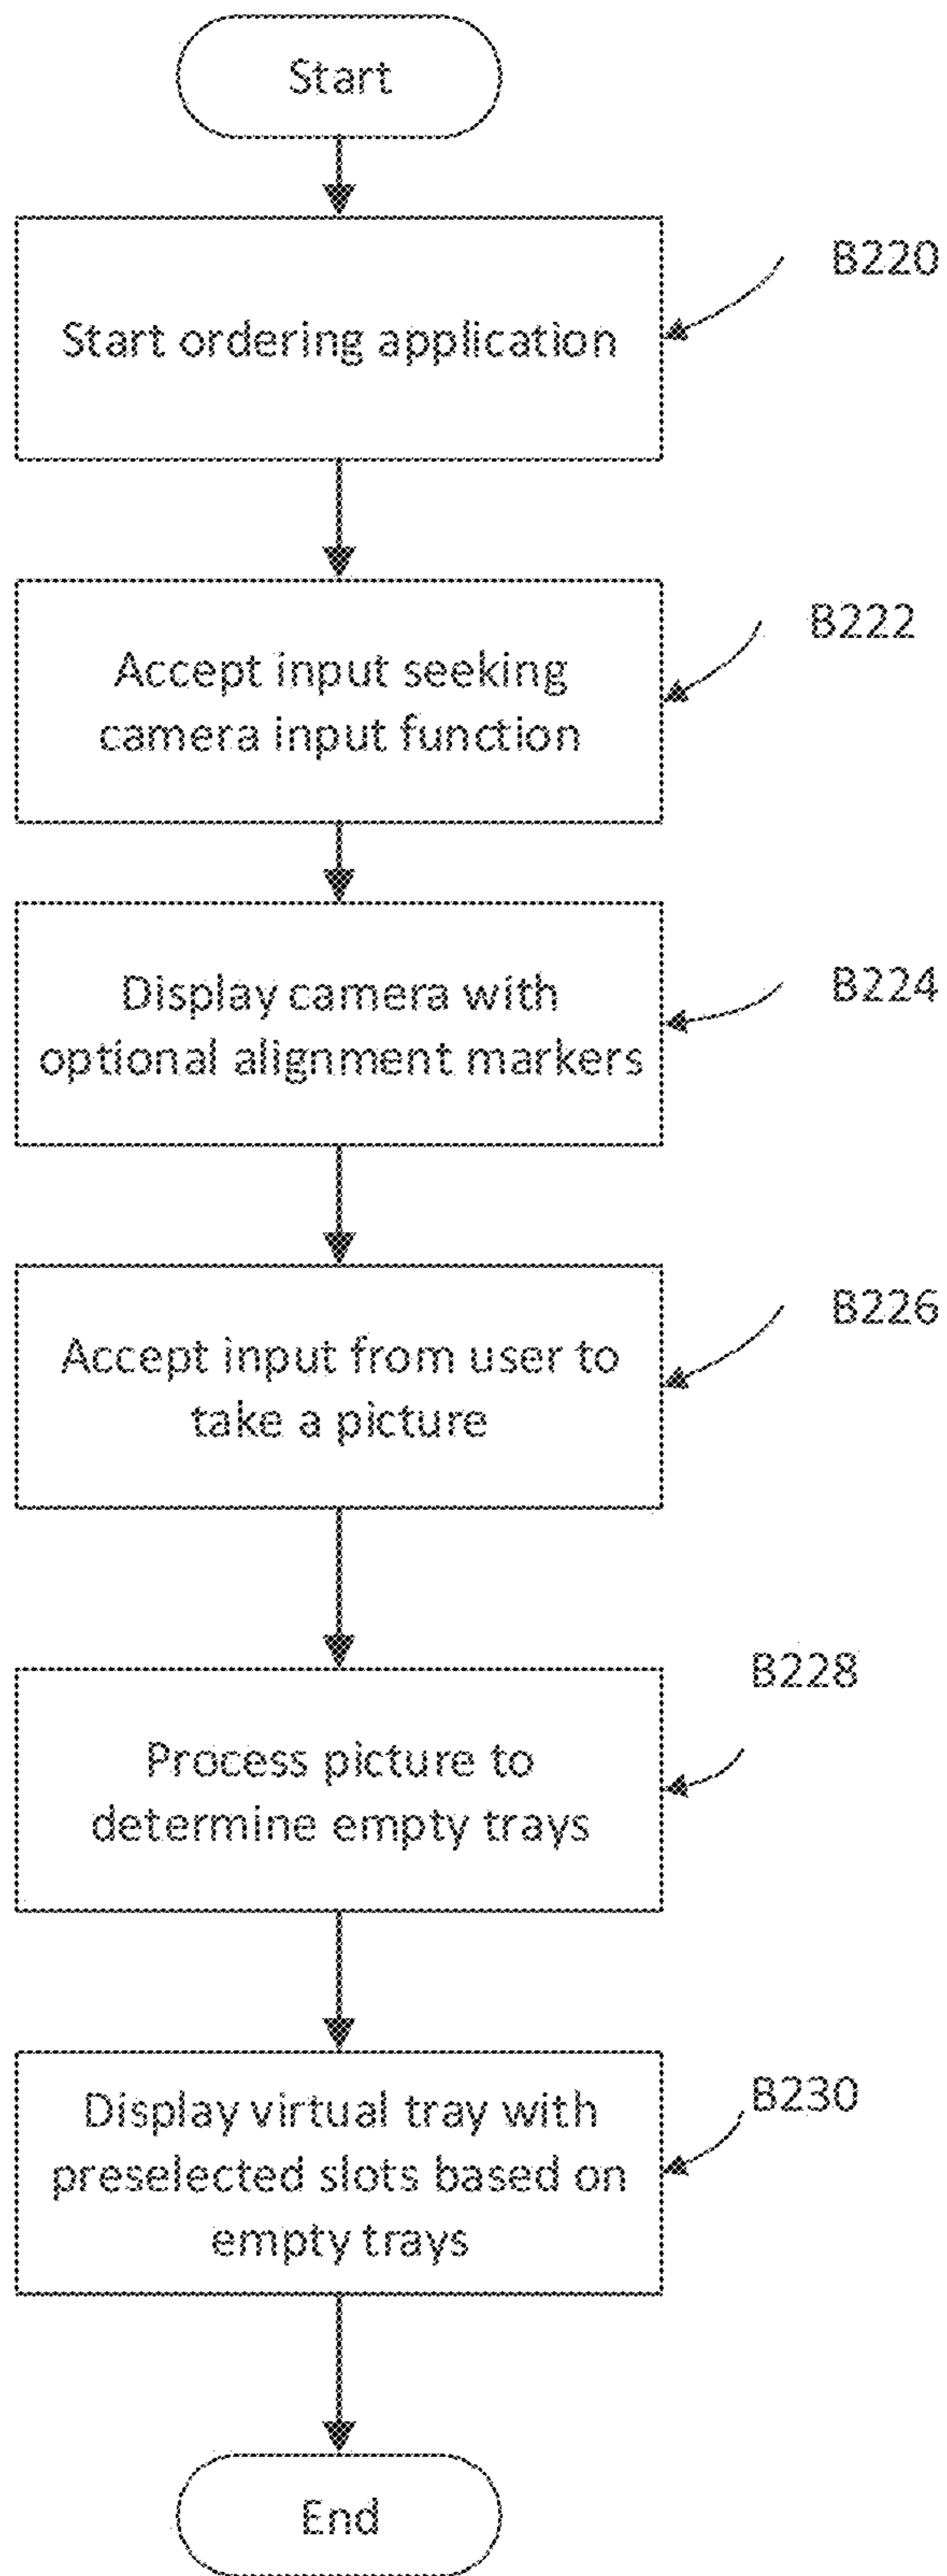 Start
B220
Start ordering application
B222
Accept input seeking
camera input function
B224
Display camera with
optional alignment markers
B226
Accept input from user to
take a picture
B228
Process picture to
determine empty trays
B230
Display virtual tray with
preselected slots based on
empty trays
End